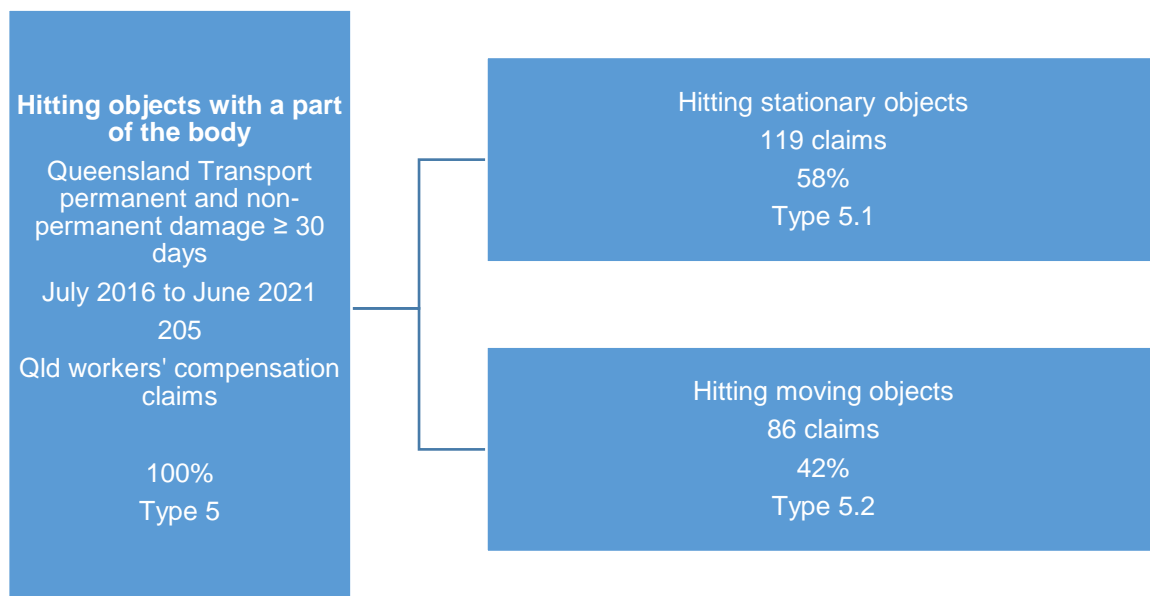 Hitting objects with a part
of the body
Queensland Transport
permanent and non-
permanent damage ≥ 30
days
July 2016 to June 2021
205
Qld workers' compensation
claims
100%
Type 5
Hitting stationary objects
119 claims
58%
Type 5.1
Hitting moving objects
86 claims
42%
Type 5.2